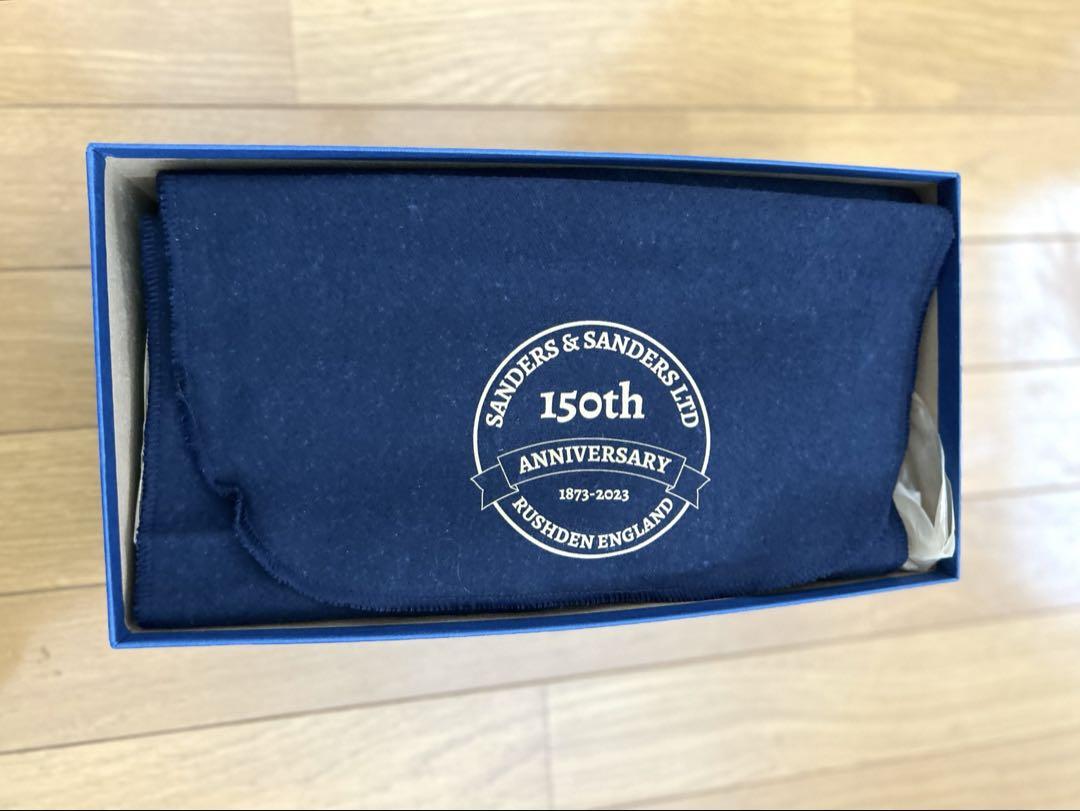 SANDERS & SANDERS LTD
150th
ANNIVERSARY
1873-2023
RUSHDEN ENGLAND